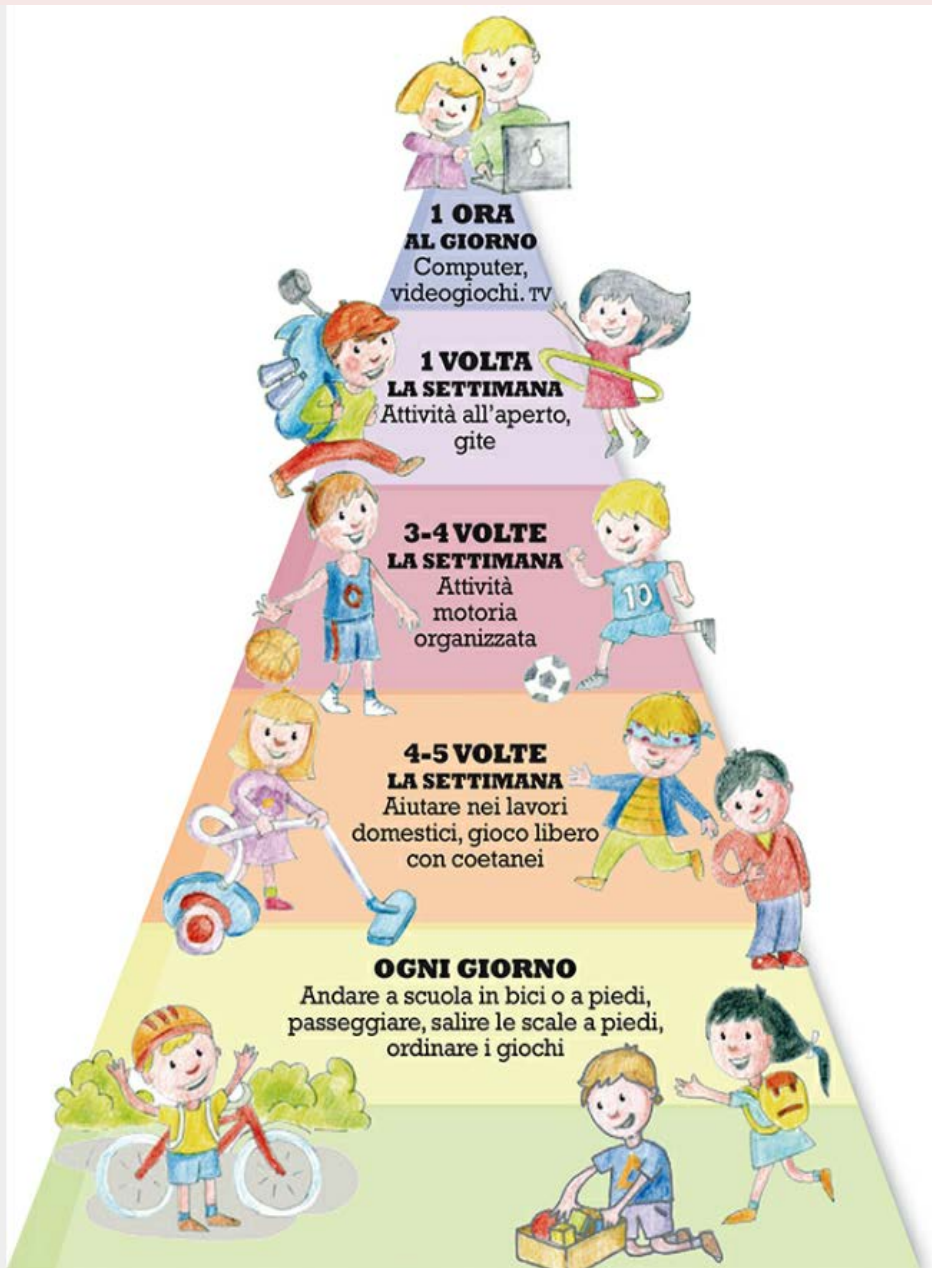 1 ORA
AL GIORNO
Computer,
videogiochi. TV
1 VOLTA
LA SETTIMANA
Attività all'aperto,
gite
3-4 VOLTE
LA SETTIMANA
Attività
motoria
organizzata
10
4-5 VOLTE
LA SETTIMANA
Aiutare nei lavori
domestici, gioco libero
con coetanei
OGNI GIORNO
Andare a scuola in bici o a piedi,
passeggiare, salire le scale a piedi,
ordinare i giochi